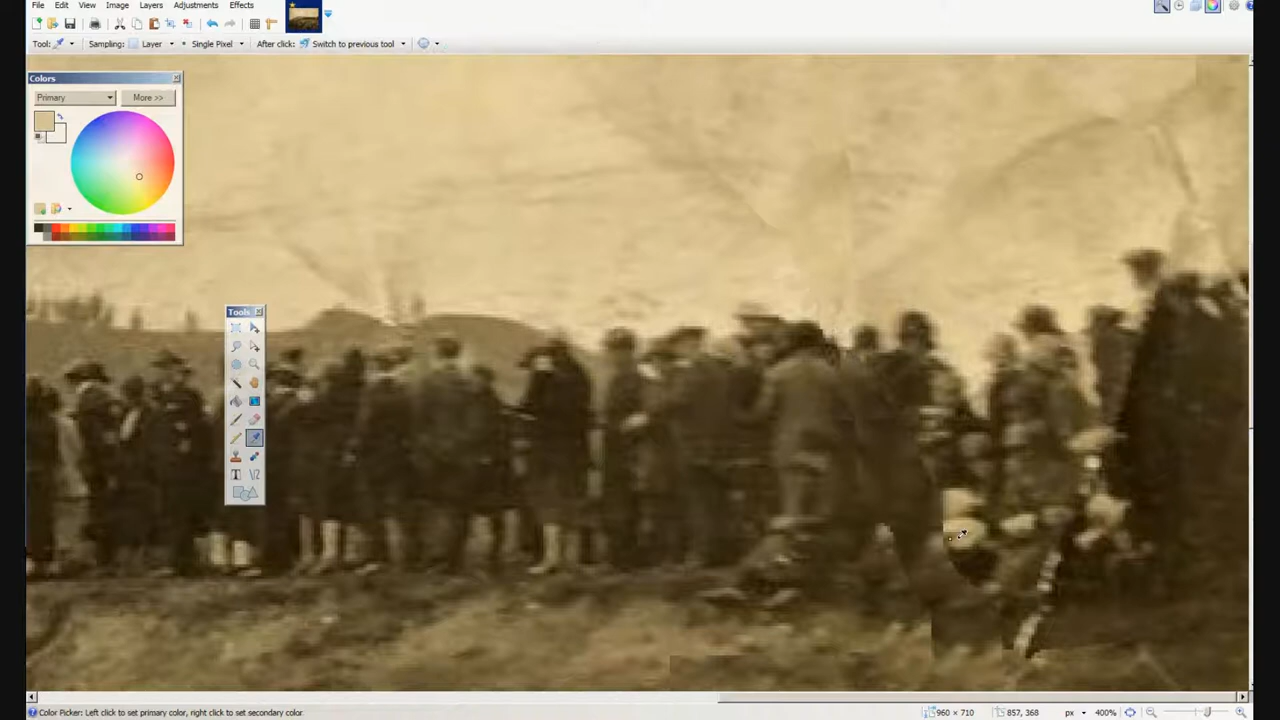 File Edit View Image Layers Adjustments Effects
Tool: Sampling: Layer Single Pixel After click: Switch to previous tool
Colors
Primary More >>
Tools
T
Color Picker: Left click to set primary color, right click to set secondary color
960 × 710 857, 368 px 400%